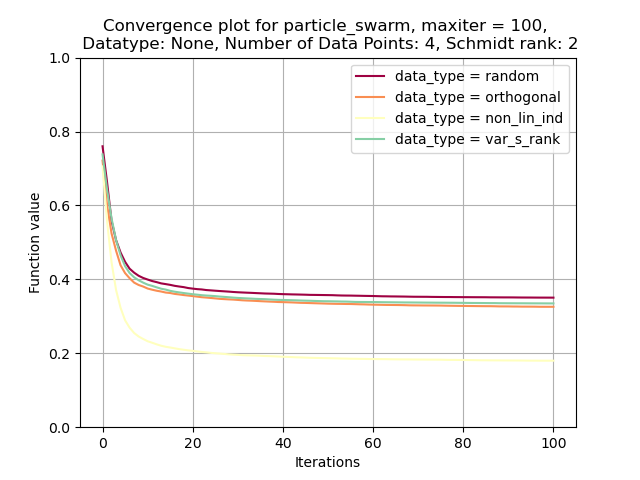 Convergence plot for particle_swarm, maxiter = 100,
Datatype: None, Number of Data Points: 4, Schmidt rank: 2
1.0
data_type = random
data_type = orthogonal
data_type = non_lin_ind
data_type = var_s_rank
0.8
0.6
Function value
0.4
0.2
0.0
0 20 40 60 80 100
Iterations